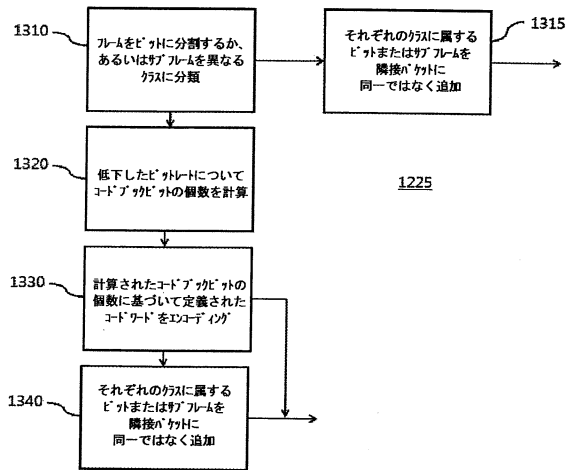 1310
フレームをビットに分割するか、
あるいはサブフレームを異なる
クラスに分類
1315
それぞれのクラスに属する
ビットまたはサブフレームを
隣接パケットに
同一ではなく追加
1320
低下したビットレートについて
コードブックビットの個数を計算
1225
1330
計算されたコードブックビットの
個数に基づいて定義された
コードワードをエンコーディング
1340
それぞれのクラスに属する
ビットまたはサブフレームを
隣接パケットに
同一ではなく追加